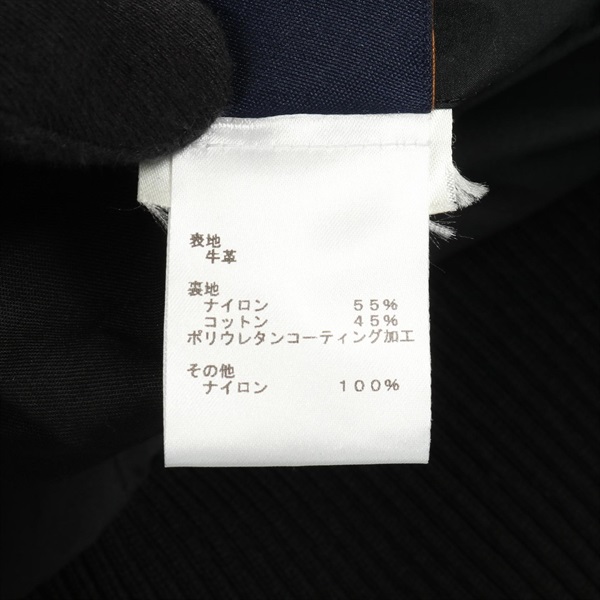 表地
牛革
裏地
ナイロン 55%
コットン 45%
ポリウレタンコーティング加工
その他
ナイロン 100%